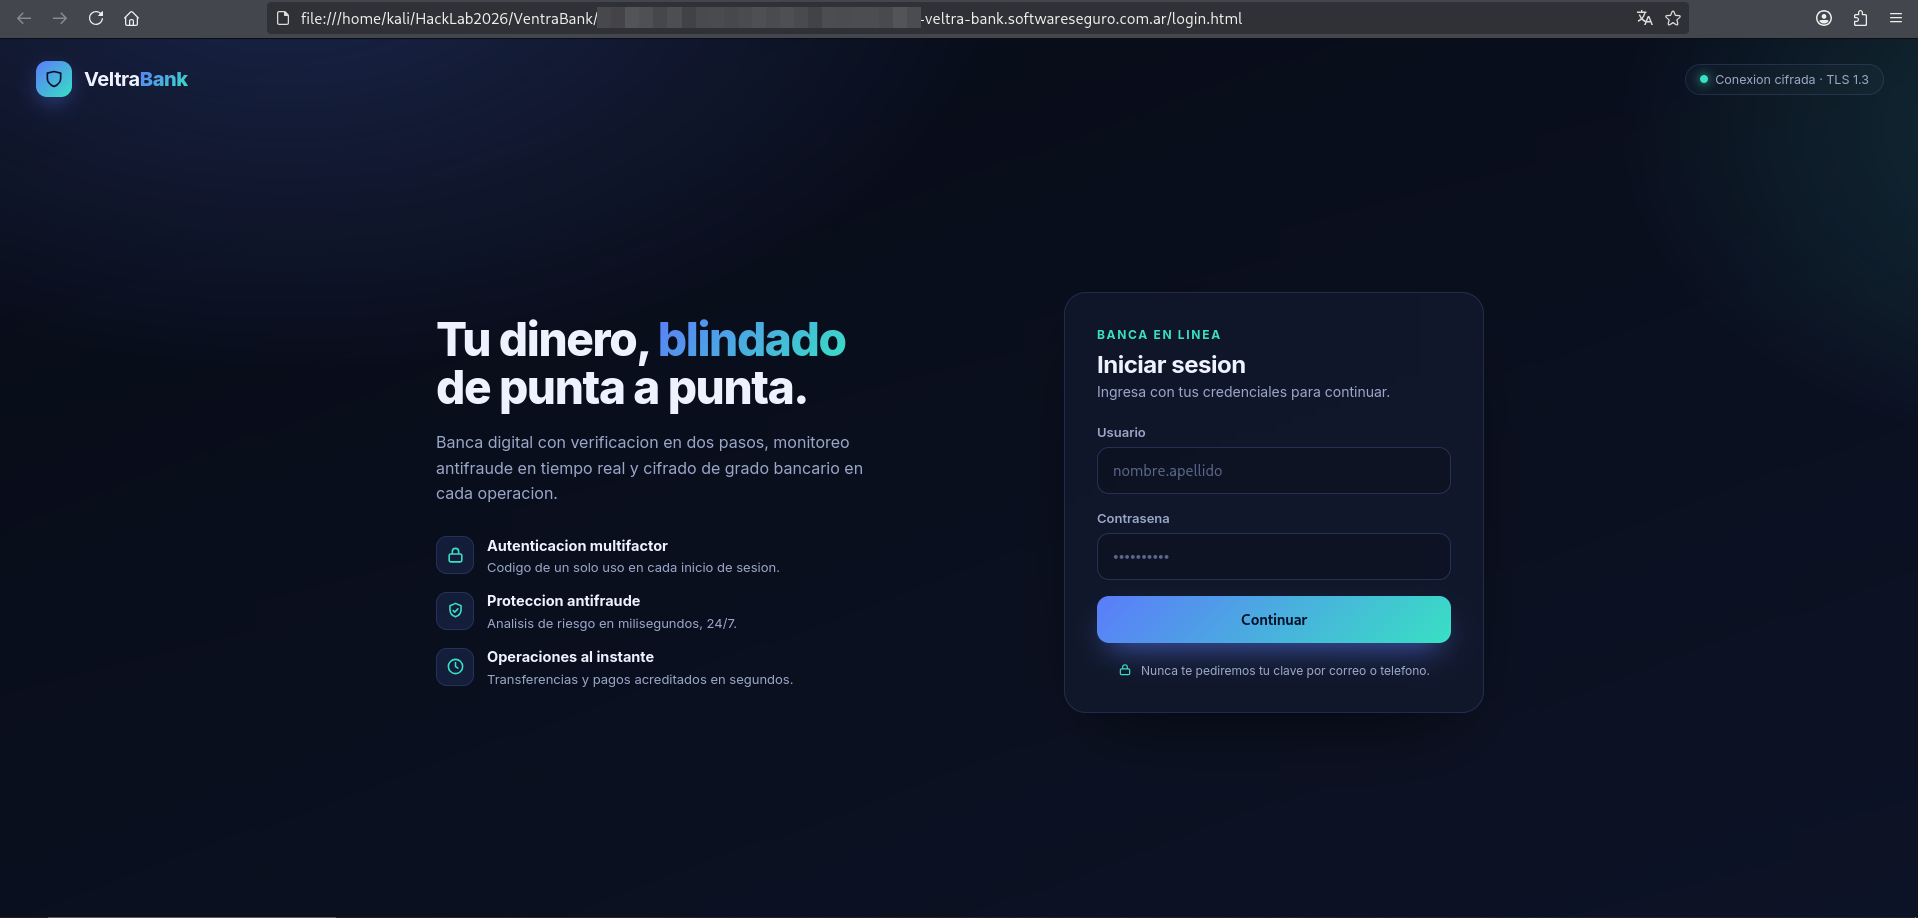 file:///home/kali/HackLab2026/VentraBank/
-veltra-bank.softwareseguro.com.ar/login.html
VeltraBank
Conexion cifrada · TLS 1.3
Tu dinero, blindado
de punta a punta.
Banca digital con verificacion en dos pasos, monitoreo
antifraude en tiempo real y cifrado de grado bancario en
cada operacion.
Autenticacion multifactor
Codigo de un solo uso en cada inicio de sesion.
Proteccion antifraude
Analisis de riesgo en milisegundos, 24/7.
Operaciones al instante
Transferencias y pagos acreditados en segundos.
BANCA EN LINEA
Iniciar sesion
Ingresa con tus credenciales para continuar.
Usuario
nombre.apellido
Contrasena
••••••••••
Continuar
Nunca te pediremos tu clave por correo o telefono.